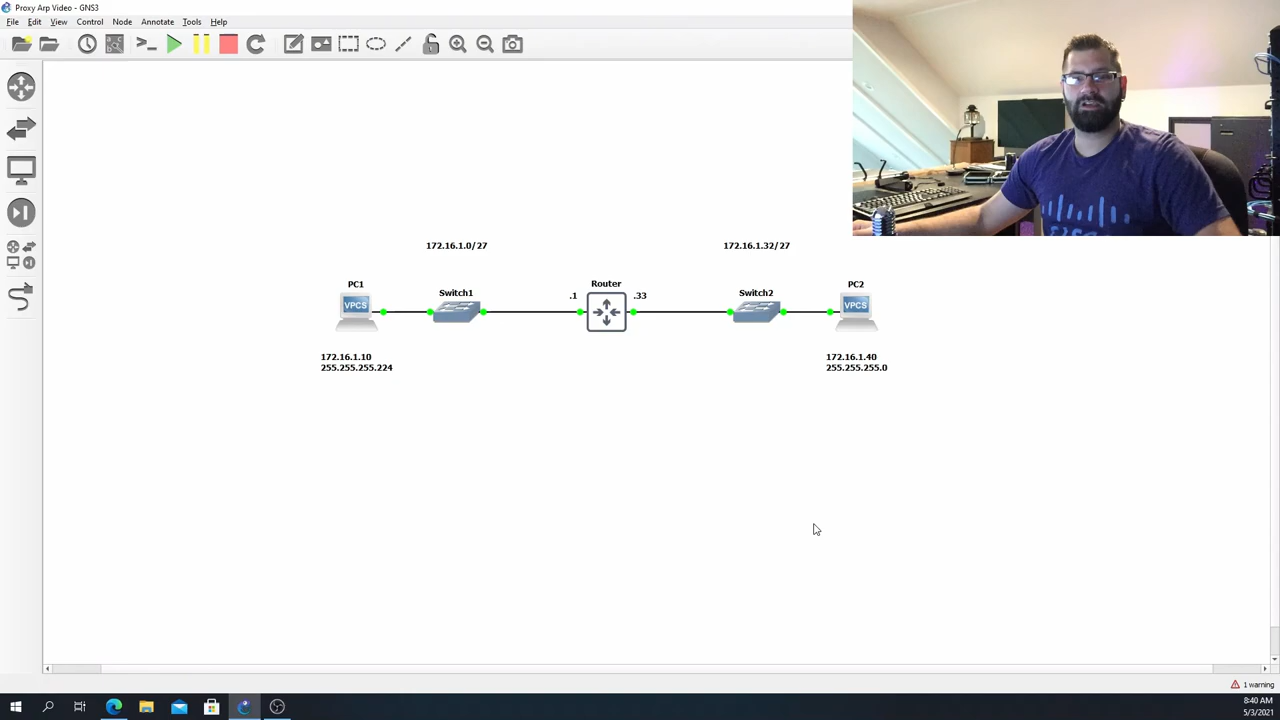 Proxy Arp Video - GNS3
File Edit View Control Node Annotate Tools Help
172.16.1.0/27
172.16.1.32/27
PC1
Switch1
Router
Switch2
PC2
.1
.33
VPCS
VPCS
172.16.1.10
255.255.255.224
172.16.1.40
255.255.255.0
1 warning
8:40 AM
5/3/2021